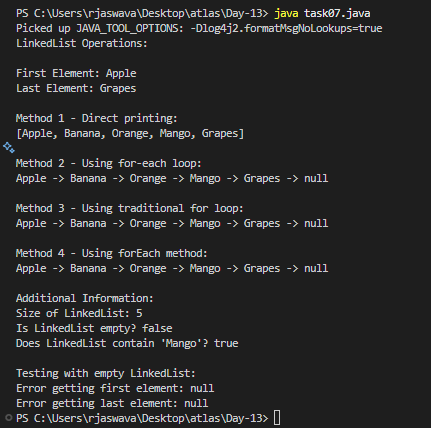 PS C:\Users\rjaswava\Desktop\atlas\Day-13> java task07.java
Picked up JAVA_TOOL_OPTIONS: -Dlog4j2.formatMsgNoLookups=true
LinkedList Operations:
First Element: Apple
Last Element: Grapes
Method 1 - Direct printing:
[Apple, Banana, Orange, Mango, Grapes]
Method 2 - Using for-each loop:
Apple -> Banana -> Orange -> Mango -> Grapes -> null
Method 3 - Using traditional for loop:
Apple -> Banana -> Orange -> Mango -> Grapes -> null
Method 4 - Using forEach method:
Apple -> Banana -> Orange -> Mango -> Grapes -> null
Additional Information:
Size of LinkedList: 5
Is LinkedList empty? false
Does LinkedList contain 'Mango'? true
Testing with empty LinkedList:
Error getting first element: null
Error getting last element: null
PS C:\Users\rjaswava\Desktop\atlas\Day-13>